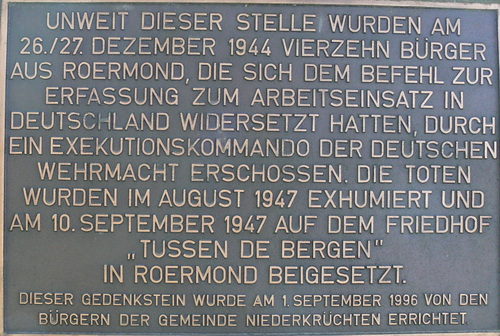 UNWEIT DIESER STELLE WURDEN AM
26./27. DEZEMBER 1944 VIERZEHN BÜRGER
AUS ROERMOND, DIE SICH DEM BEFEHL ZUR
ERFASSUNG ZUM ARBEITSEINSATZ IN
DEUTSCHLAND WIDERSETZT HATTEN, DURCH
EIN EXEKUTIONSKOMMANDO DER DEUTSCHEN
WEHRMACHT ERSCHOSSEN. DIE TOTEN
WURDEN IM AUGUST 1947 EXHUMIERT UND
AM 10. SEPTEMBER 1947 AUF DEM FRIEDHOF
„TUSSEN DE BERGEN"
IN ROERMOND BEIGESETZT.
DIESER GEDENKSTEIN WURDE AM 1. SEPTEMBER 1996 VON DEN
BÜRGERN DER GEMEINDE NIEDERKRÜCHTEN ERRICHTET